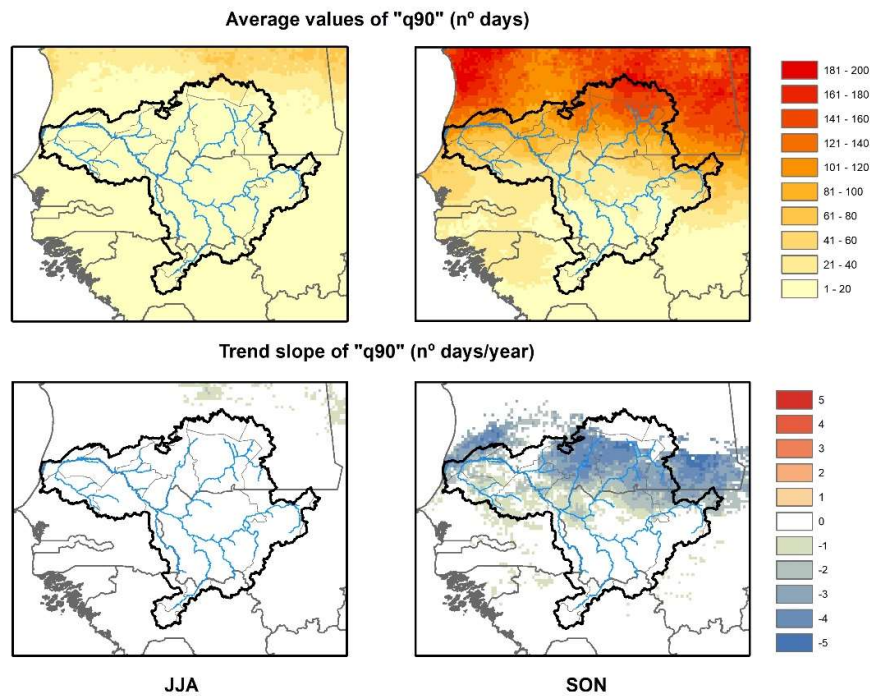 Average values of "q90" (nº days)
181 - 200
161 - 180
141 - 160
121 - 140
101 - 120
81 - 100
61 - 80
41 - 60
21 - 40
1 - 20
Trend slope of "q90" (nº days/year)
5
4
3
2
1
0
-1
-2
-3
-4
-5
JJA
SON